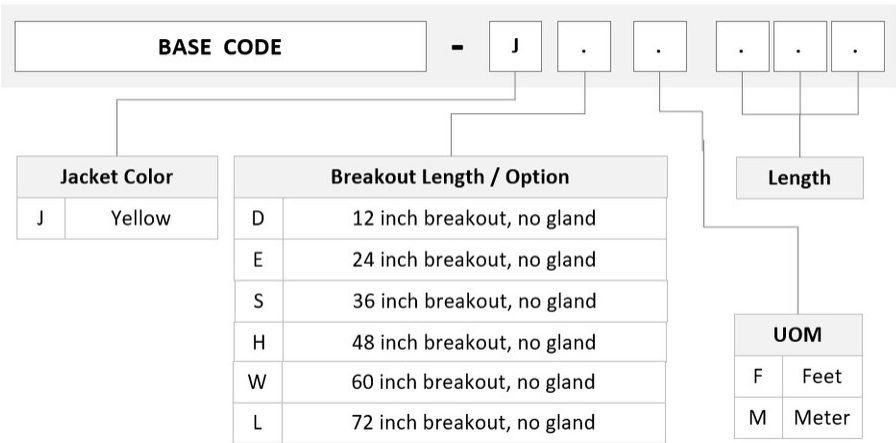 BASE CODE - J . . . . .
Jacket Color
J Yellow
Breakout Length / Option
D 12 inch breakout, no gland
E 24 inch breakout, no gland
S 36 inch breakout, no gland
H 48 inch breakout, no gland
W 60 inch breakout, no gland
L 72 inch breakout, no gland
Length
UOM
F Feet
M Meter